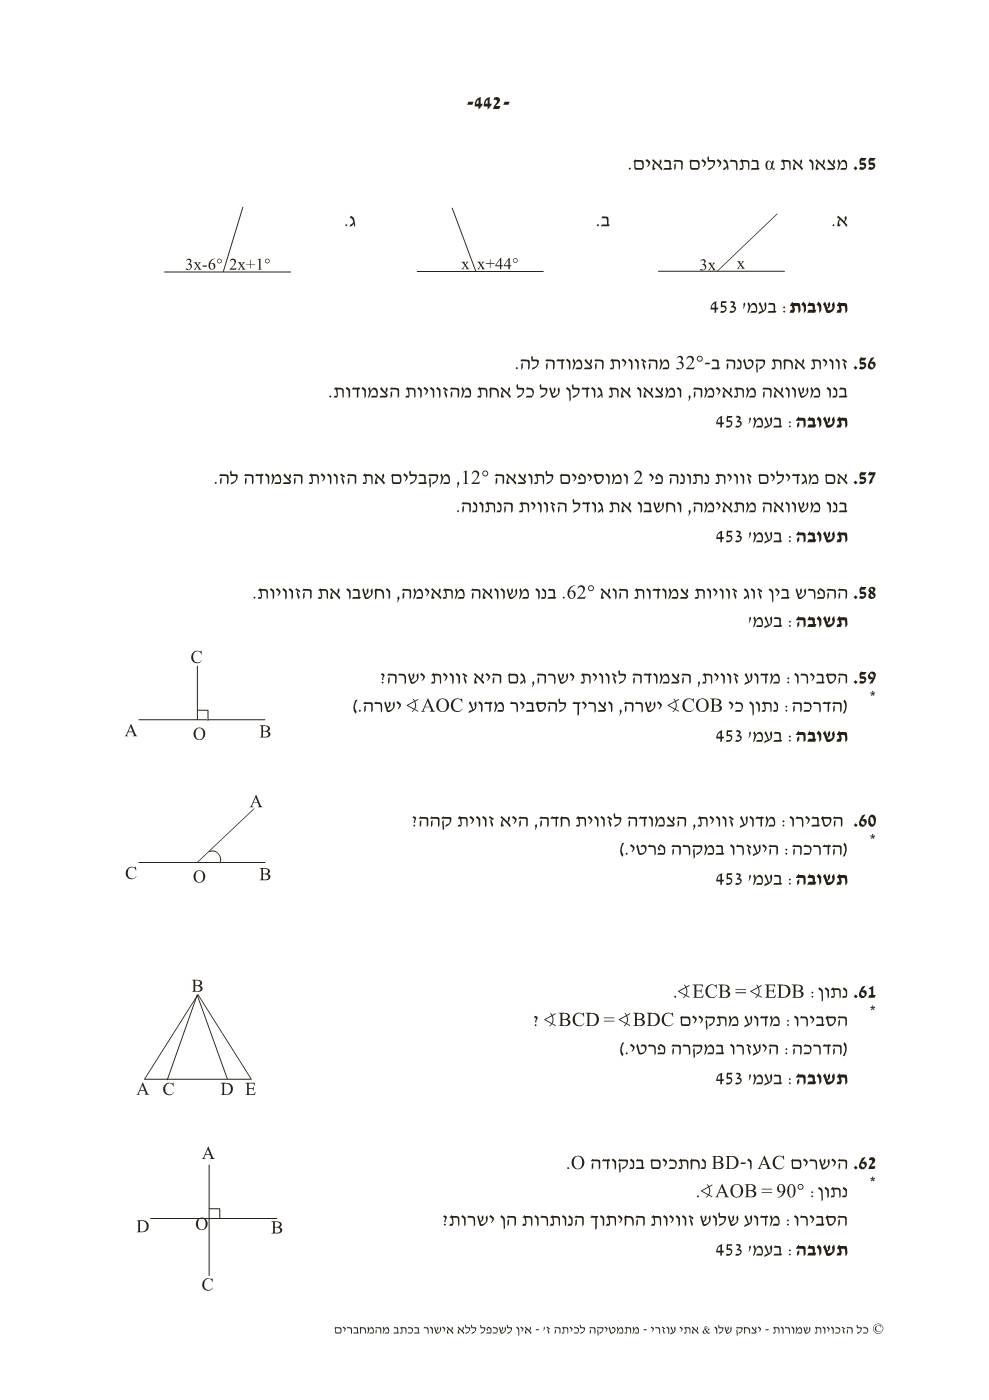 -442-
55. מצאו את α בתרגילים הבאים.
א. 3x x
ב. x x+44°
ג. 3x-6° 2x+1°
תשובות: בעמ' 453
56. זווית אחת קטנה ב-32° מהזווית הצמודה לה.
בנו משוואה מתאימה, ומצאו את גודלן של כל אחת מהזוויות הצמודות.
תשובה: בעמ' 453
57. אם מגדילים זווית נתונה פי 2 ומוסיפים לתוצאה 12°, מקבלים את הזווית הצמודה לה.
בנו משוואה מתאימה, וחשבו את גודל הזווית הנתונה.
תשובה: בעמ' 453
58. ההפרש בין זוג זוויות צמודות הוא 62°. בנו משוואה מתאימה, וחשבו את הזוויות.
תשובה: בעמ'
59. הסבירו: מדוע זווית, הצמודה לזווית ישרה, גם היא זווית ישרה?
* (הדרכה: נתון כי ∢COB ישרה, וצריך להסביר מדוע ∢AOC ישרה.)
תשובה: בעמ' 453
C
A O B
60. הסבירו: מדוע זווית, הצמודה לזווית חדה, היא זווית קהה?
* (הדרכה: היעזרו במקרה פרטי.)
תשובה: בעמ' 453
A
C O B
61. נתון: ∢ECB = ∢EDB.
* הסבירו: מדוע מתקיים ∢BCD = ∢BDC ?
(הדרכה: היעזרו במקרה פרטי.)
תשובה: בעמ' 453
B
A C D E
62. הישרים AC ו-BD נחתכים בנקודה O.
* נתון: ∢AOB = 90°.
הסבירו: מדוע שלוש זוויות החיתוך הנותרות הן ישרות?
תשובה: בעמ' 453
A
D O B
C
© כל הזכויות שמורות - יצחק שלו & אתי עוזרי - מתמטיקה לכיתה ז' - אין לשכפל ללא אישור בכתב מהמחברים